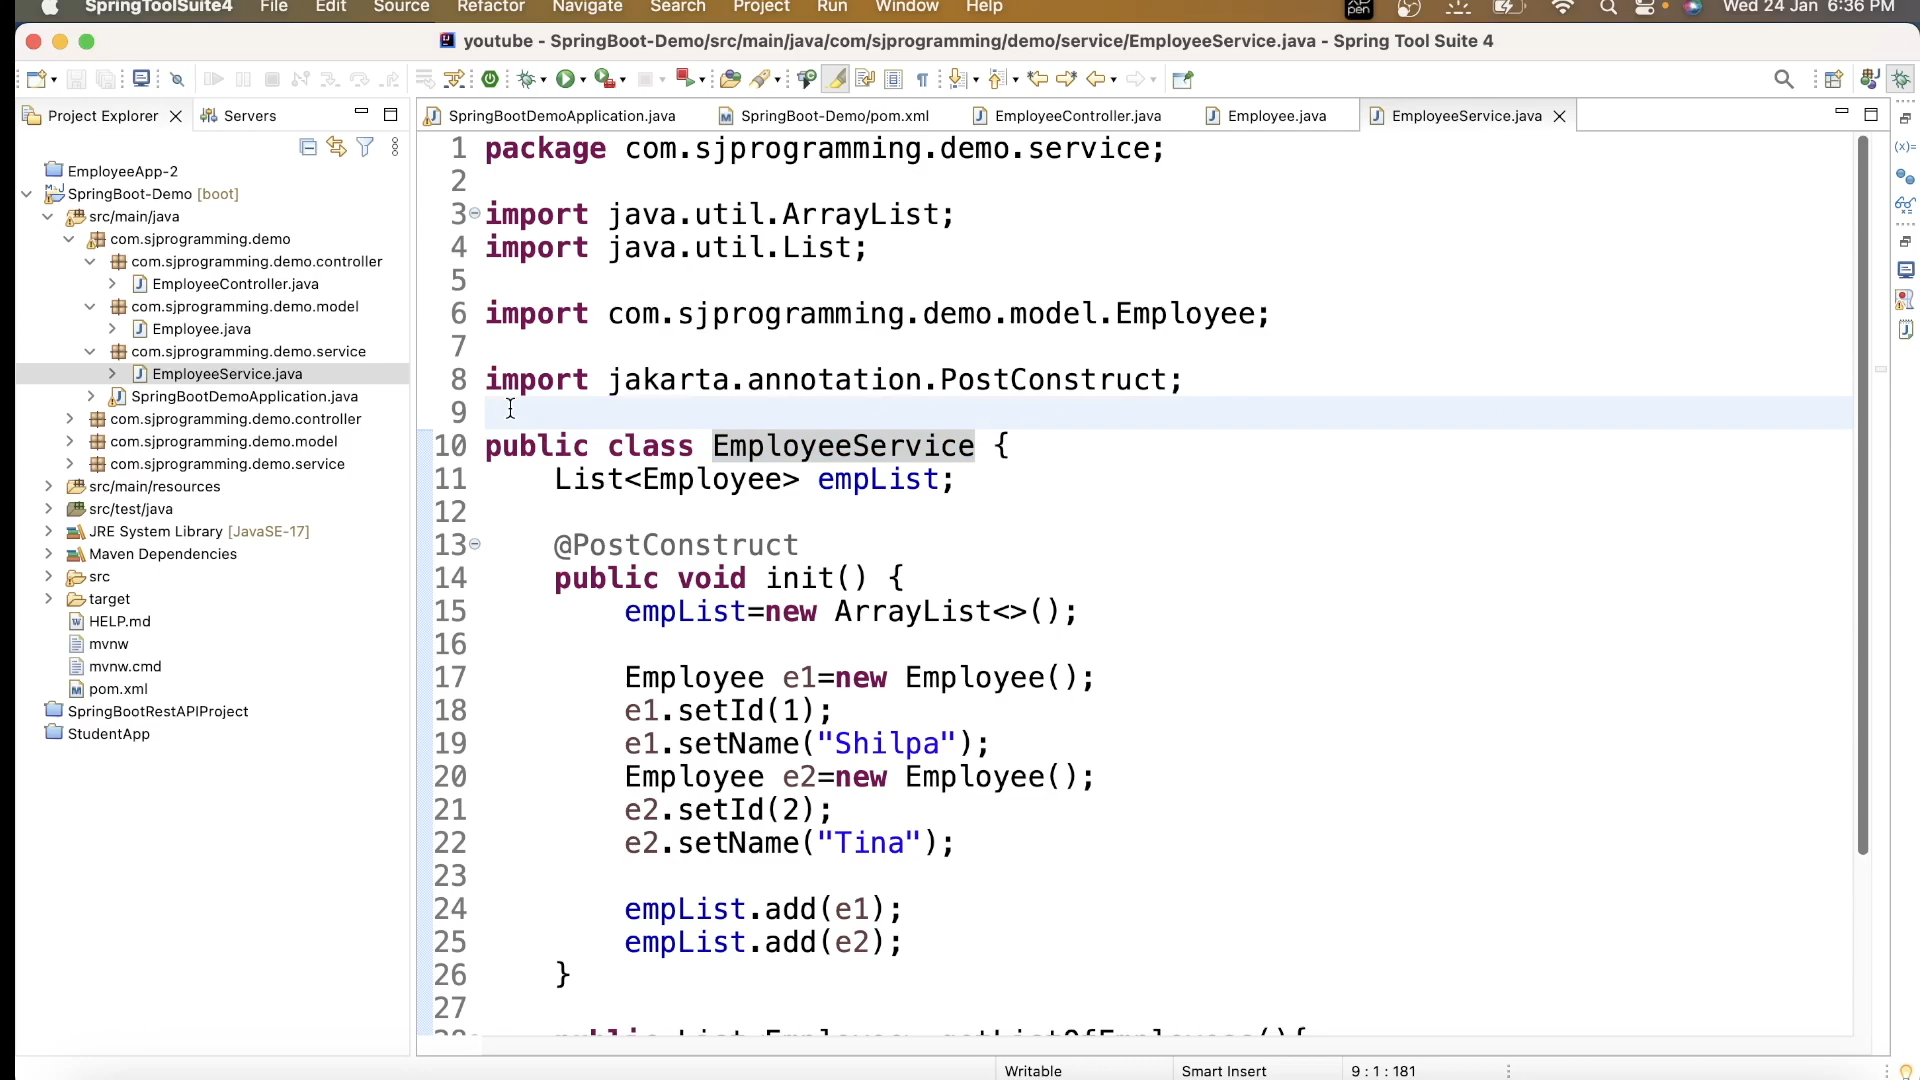 SpringToolSuite4 File Edit Source Refactor Navigate Search Project Run Window Help XP pen Wed 24 Jan 6:36 PM
youtube - SpringBoot-Demo/src/main/java/com/sjprogramming/demo/service/EmployeeService.java - Spring Tool Suite 4
Project Explorer Servers
SpringBootDemoApplication.java SpringBoot-Demo/pom.xml EmployeeController.java Employee.java EmployeeService.java
EmployeeApp-2
SpringBoot-Demo [boot]
src/main/java
com.sjprogramming.demo
com.sjprogramming.demo.controller
EmployeeController.java
com.sjprogramming.demo.model
Employee.java
com.sjprogramming.demo.service
EmployeeService.java
SpringBootDemoApplication.java
com.sjprogramming.demo.controller
com.sjprogramming.demo.model
com.sjprogramming.demo.service
src/main/resources
src/test/java
JRE System Library [JavaSE-17]
Maven Dependencies
src
target
HELP.md
mvnw
mvnw.cmd
pom.xml
SpringBootRestAPIProject
StudentApp
1 package com.sjprogramming.demo.service;
2
3 import java.util.ArrayList;
4 import java.util.List;
5
6 import com.sjprogramming.demo.model.Employee;
7
8 import jakarta.annotation.PostConstruct;
9
10 public class EmployeeService {
11 List<Employee> empList;
12
13 @PostConstruct
14 public void init() {
15 empList=new ArrayList<>();
16
17 Employee e1=new Employee();
18 e1.setId(1);
19 e1.setName("Shilpa");
20 Employee e2=new Employee();
21 e2.setId(2);
22 e2.setName("Tina");
23
24 empList.add(e1);
25 empList.add(e2);
26 }
27
Writable Smart Insert 9 : 1 : 181